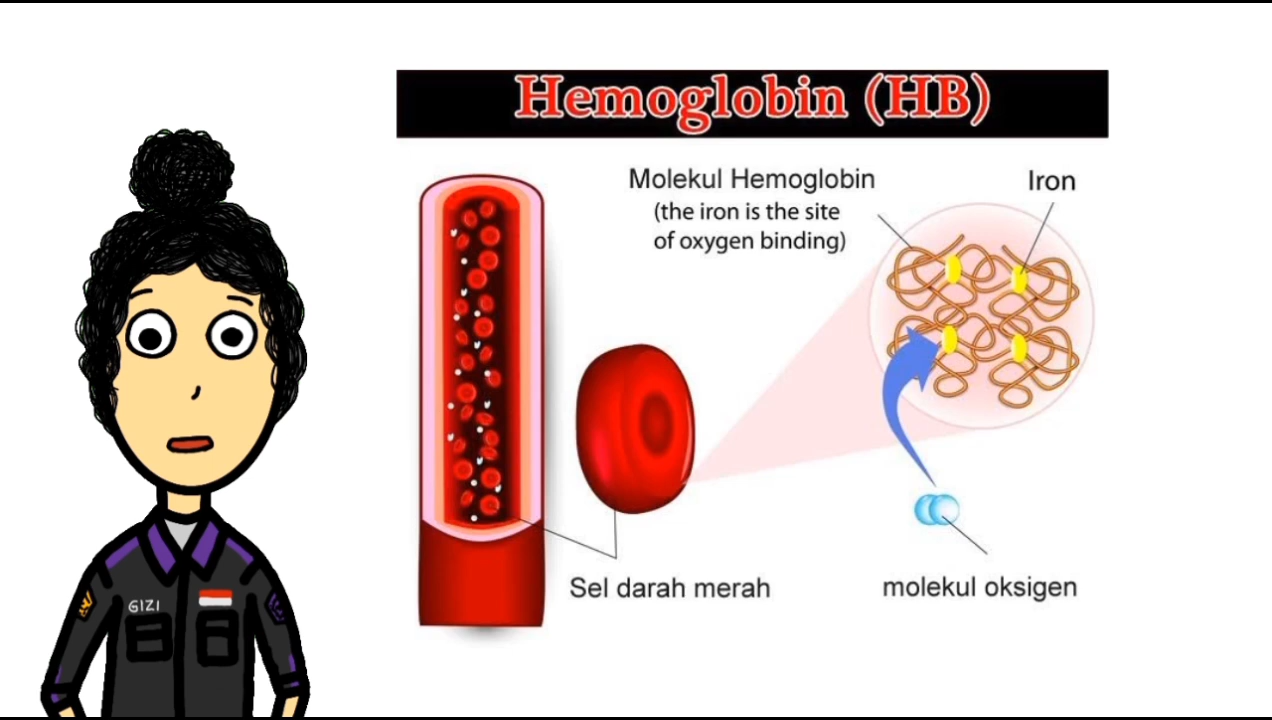 Hemoglobin (HB)
Molekul Hemoglobin
(the iron is the site
of oxygen binding)
Iron
Sel darah merah
molekul oksigen
GIZI